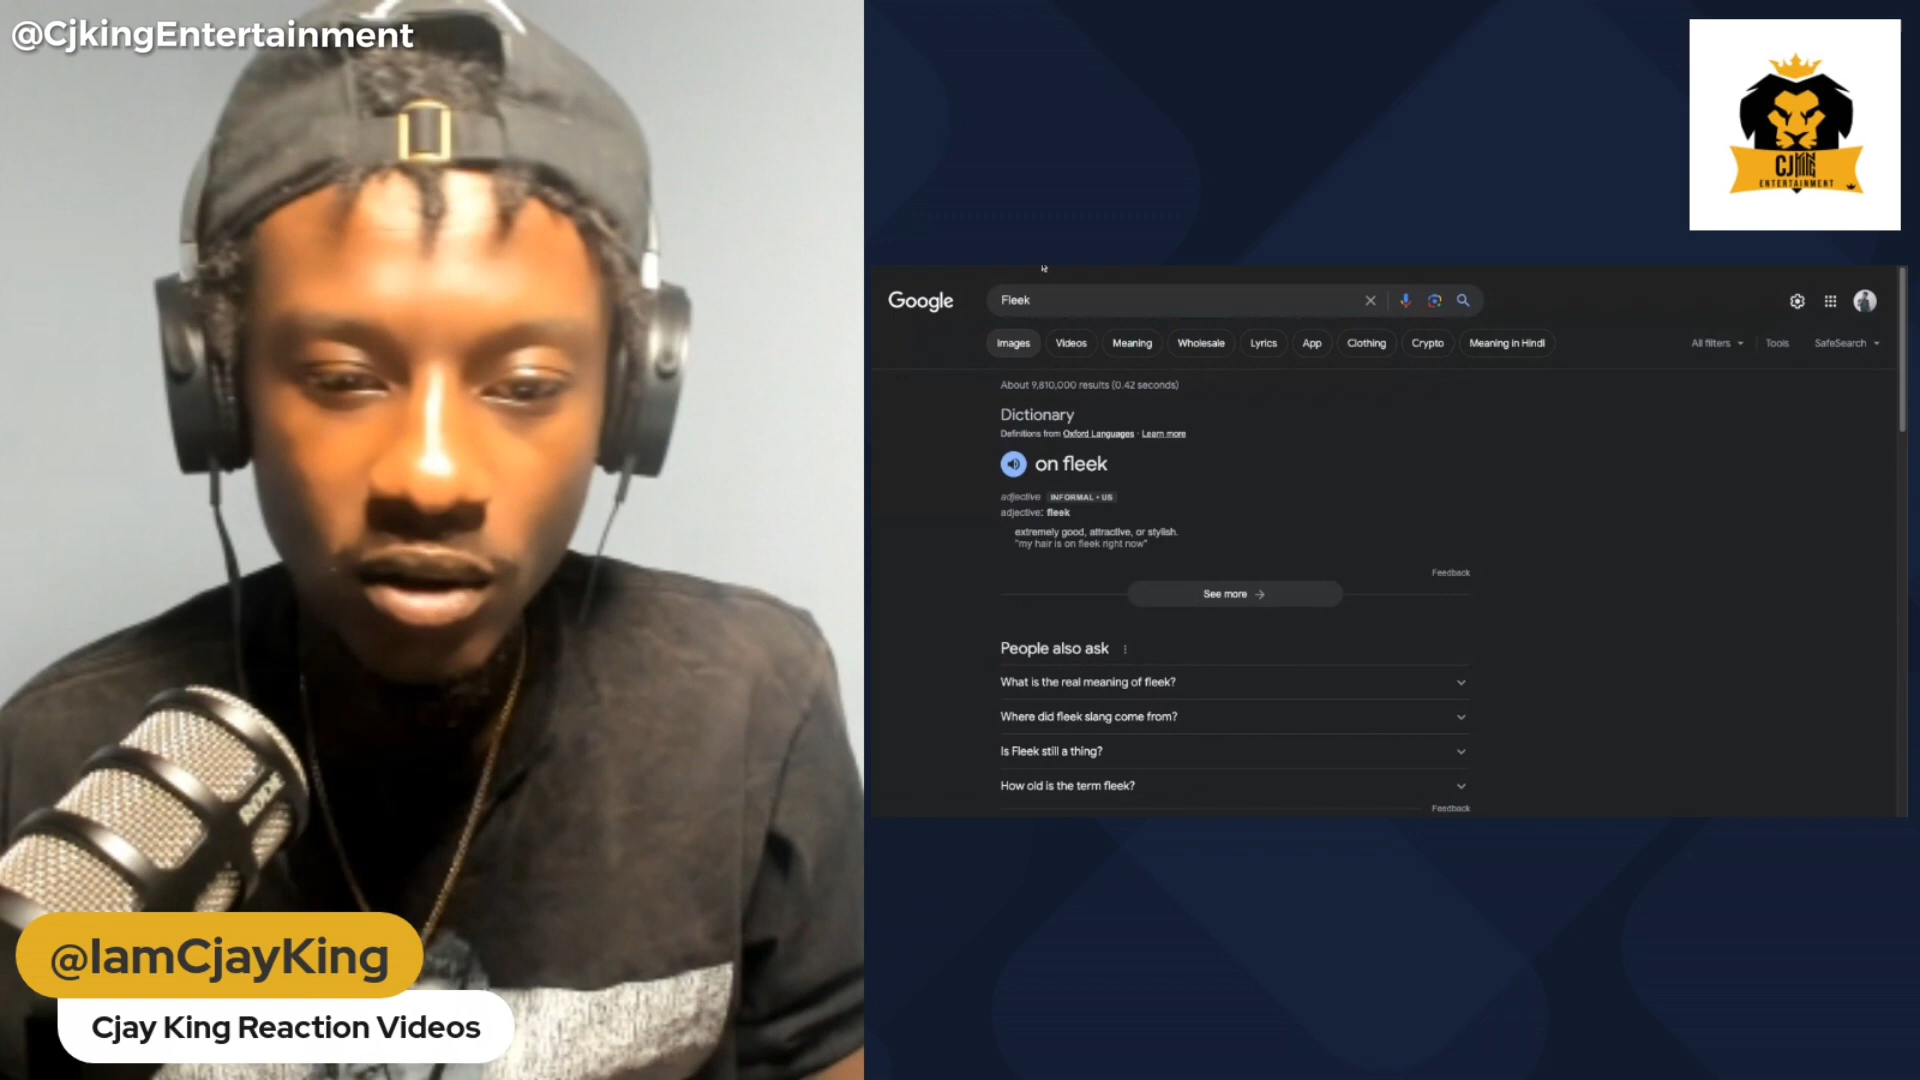 @CjkingEntertainment
CJKING
ENTERTAINMENT
Google
Fleek
Images
Videos
Meaning
Wholesale
Lyrics
App
Clothing
Crypto
Meaning in Hindi
All filters
Tools
SafeSearch
About 9,810,000 results (0.42 seconds)
Dictionary
Definitions from Oxford Languages · Learn more
on fleek
adjective INFORMAL • US
adjective: fleek
extremely good, attractive, or stylish.
"my hair is on fleek right now"
Feedback
See more
People also ask
What is the real meaning of fleek?
Where did fleek slang come from?
Is Fleek still a thing?
How old is the term fleek?
Feedback
RODE
@IamCjayKing
Cjay King Reaction Videos